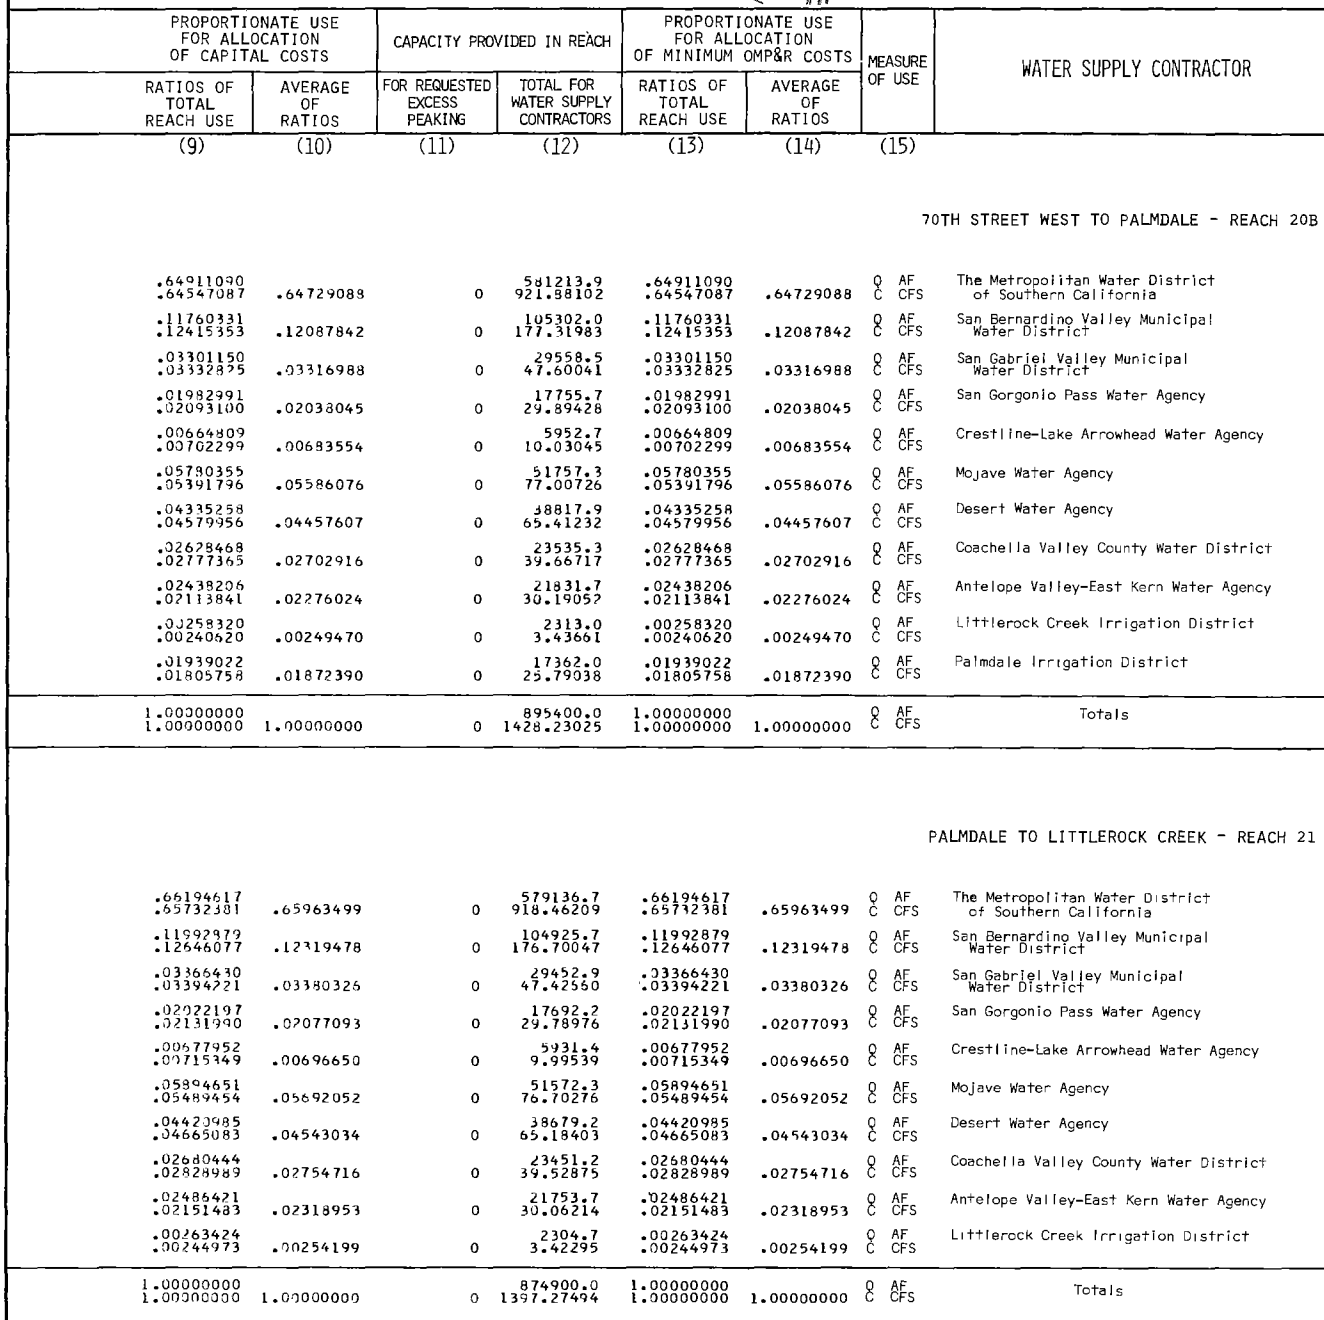 PROPORTIONATE USE FOR ALLOCATION OF CAPITAL COSTS | CAPACITY PROVIDED IN REACH | PROPORTIONATE USE FOR ALLOCATION OF MINIMUM OMP&R COSTS | MEASURE OF USE | WATER SUPPLY CONTRACTOR
RATIOS OF TOTAL REACH USE | AVERAGE OF RATIOS | FOR REQUESTED EXCESS PEAKING | TOTAL FOR WATER SUPPLY CONTRACTORS | RATIOS OF TOTAL REACH USE | AVERAGE OF RATIOS
(9) (10) (11) (12) (13) (14) (15)
70TH STREET WEST TO PALMDALE - REACH 20B
.64911090 581213.9 .64911090 Q AF The Metropolitan Water District
.64547087 .64729088 0 921.88102 .64547087 .64729088 C CFS of Southern California
.11760331 105302.0 .11760331 Q AF San Bernardino Valley Municipal
.12415353 .12087842 0 177.31983 .12415353 .12087842 C CFS Water District
.03301150 29558.5 .03301150 Q AF San Gabriel Valley Municipal
.03332825 .03316988 0 47.60041 .03332825 .03316988 C CFS Water District
.01982991 17755.7 .01982991 Q AF San Gorgonio Pass Water Agency
.02093100 .02038045 0 29.89428 .02093100 .02038045 C CFS
.00664809 5952.7 .00664809 Q AF Crestline-Lake Arrowhead Water Agency
.00702299 .00683554 0 10.03045 .00702299 .00683554 C CFS
.05780355 51757.3 .05780355 Q AF Mojave Water Agency
.05391796 .05586076 0 77.00726 .05391796 .05586076 C CFS
.04335258 38817.9 .04335258 Q AF Desert Water Agency
.04579956 .04457607 0 65.41232 .04579956 .04457607 C CFS
.02628468 23535.3 .02628468 Q AF Coachella Valley County Water District
.02777365 .02702916 0 39.66717 .02777365 .02702916 C CFS
.02438206 21831.7 .02438206 Q AF Antelope Valley-East Kern Water Agency
.02113841 .02276024 0 30.19052 .02113841 .02276024 C CFS
.00258320 2313.0 .00258320 Q AF Littlerock Creek Irrigation District
.00240620 .00249470 0 3.43661 .00240620 .00249470 C CFS
.01939022 17362.0 .01939022 Q AF Palmdale Irrigation District
.01805758 .01872390 0 25.79038 .01805758 .01872390 C CFS
1.00000000 895400.0 1.00000000 Q AF Totals
1.00000000 1.00000000 0 1428.23025 1.00000000 1.00000000 C CFS
PALMDALE TO LITTLEROCK CREEK - REACH 21
.66194617 579136.7 .66194617 Q AF The Metropolitan Water District
.65732381 .65963499 0 918.46209 .65732381 .65963499 C CFS of Southern California
.11992879 104925.7 .11992879 Q AF San Bernardino Valley Municipal
.12646077 .12319478 0 176.70047 .12646077 .12319478 C CFS Water District
.03366430 29452.9 .03366430 Q AF San Gabriel Valley Municipal
.03394221 .03380326 0 47.42560 .03394221 .03380326 C CFS Water District
.02022197 17692.2 .02022197 Q AF San Gorgonio Pass Water Agency
.02131990 .02077093 0 29.78976 .02131990 .02077093 C CFS
.00677952 5931.4 .00677952 Q AF Crestline-Lake Arrowhead Water Agency
.00715349 .00696650 0 9.99539 .00715349 .00696650 C CFS
.05894651 51572.3 .05894651 Q AF Mojave Water Agency
.05489454 .05692052 0 76.70276 .05489454 .05692052 C CFS
.04420985 38679.2 .04420985 Q AF Desert Water Agency
.04665083 .04543034 0 65.18403 .04665083 .04543034 C CFS
.02680444 23451.2 .02680444 Q AF Coachella Valley County Water District
.02828989 .02754716 0 39.52875 .02828989 .02754716 C CFS
.02486421 21753.7 .02486421 Q AF Antelope Valley-East Kern Water Agency
.02151483 .02318953 0 30.06214 .02151483 .02318953 C CFS
.00263424 2304.7 .00263424 Q AF Littlerock Creek Irrigation District
.00244973 .00254199 0 3.42295 .00244973 .00254199 C CFS
1.00000000 874900.0 1.00000000 Q AF Totals
1.00000000 1.00000000 0 1397.27494 1.00000000 1.00000000 C CFS